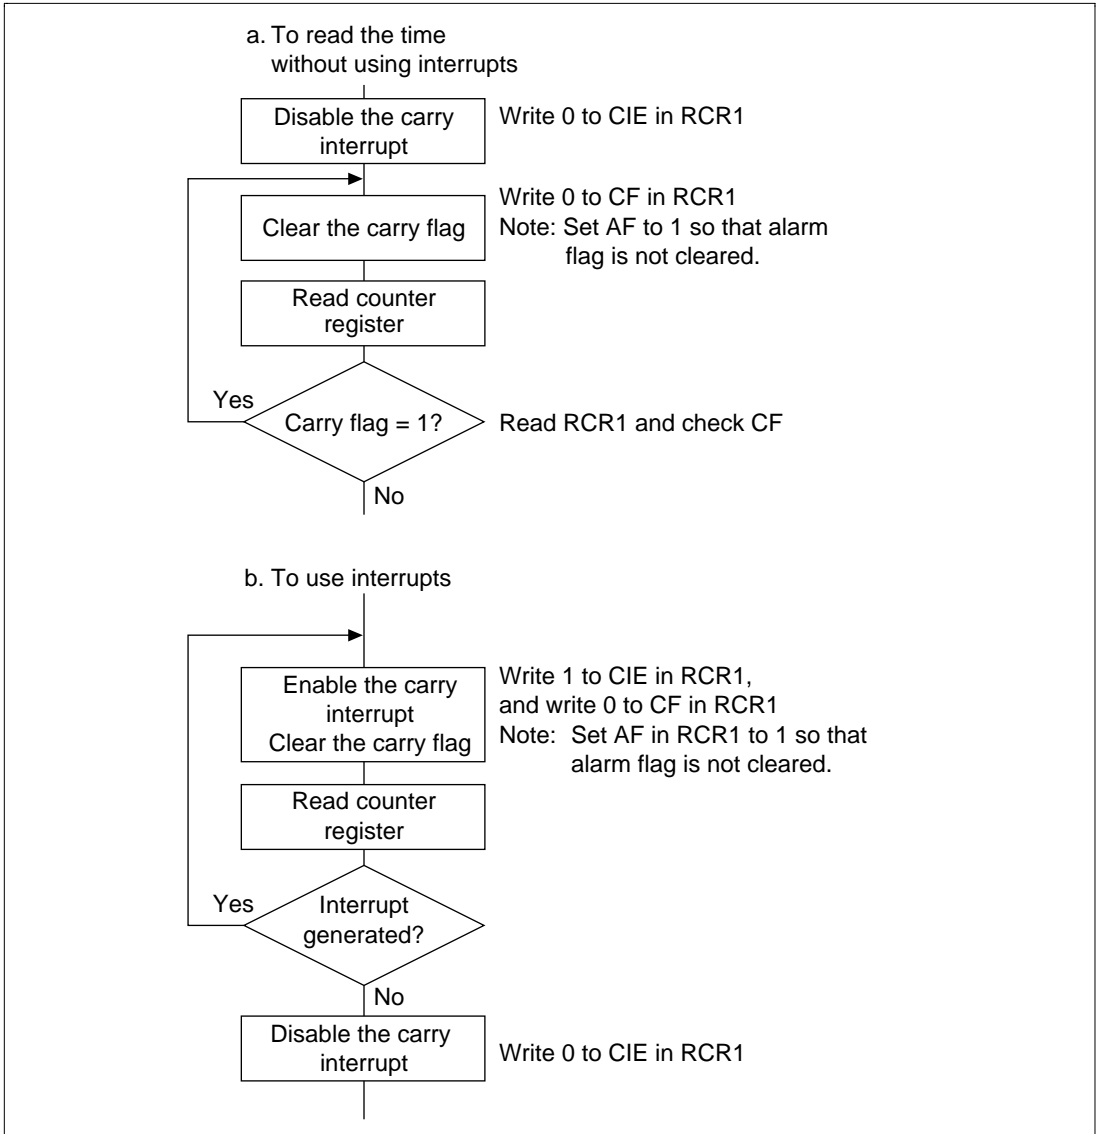 a. To read the time
without using interrupts
Disable the carry
interrupt
Write 0 to CIE in RCR1
Clear the carry flag
Write 0 to CF in RCR1
Note: Set AF to 1 so that alarm
flag is not cleared.
Read counter
register
Yes
Carry flag = 1?
Read RCR1 and check CF
No
b. To use interrupts
Enable the carry
interrupt
Clear the carry flag
Write 1 to CIE in RCR1,
and write 0 to CF in RCR1
Note: Set AF in RCR1 to 1 so that
alarm flag is not cleared.
Read counter
register
Yes
Interrupt
generated?
No
Disable the carry
interrupt
Write 0 to CIE in RCR1